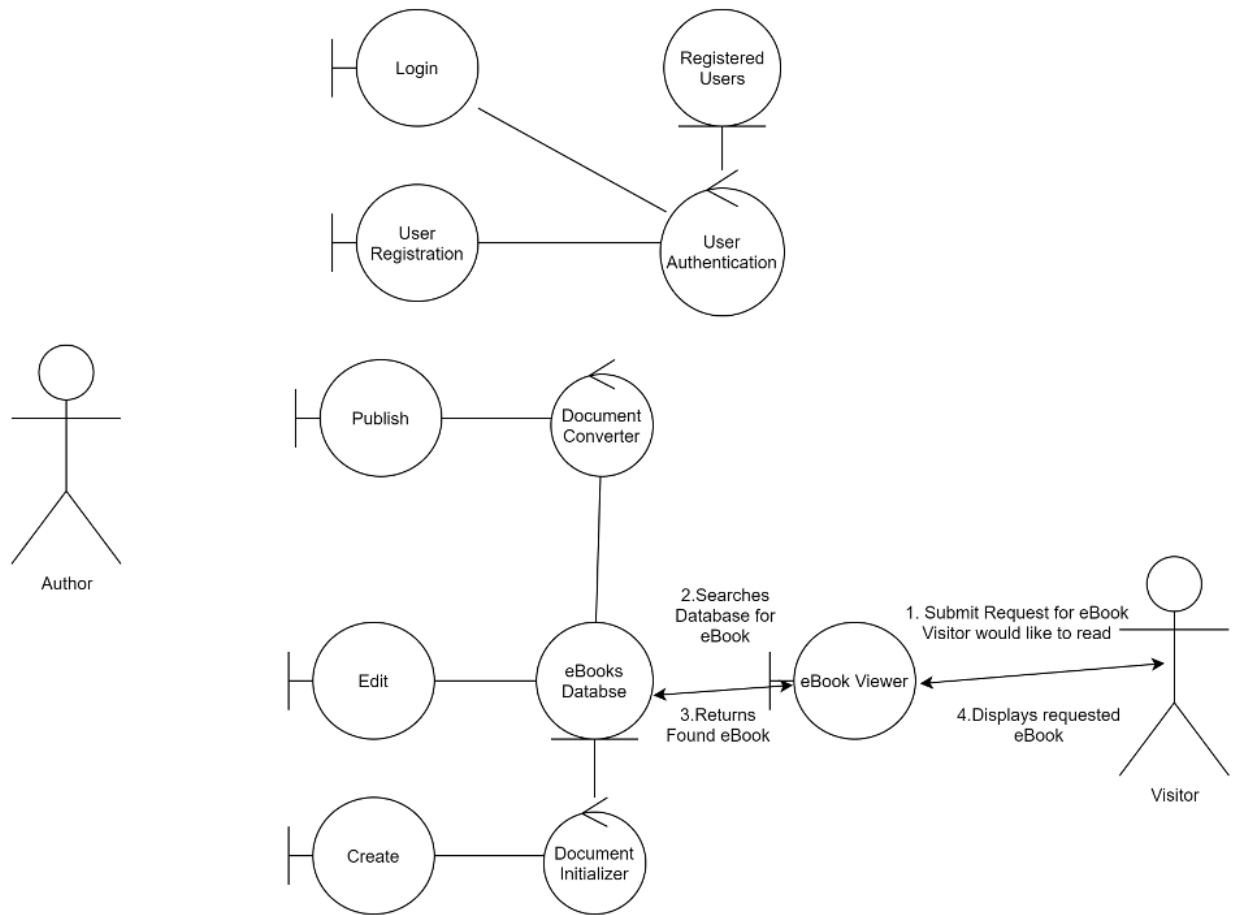 Login
Registered
Users
User
Registration
User
Authentication
Publish
Document
Converter
Author
2.Searches
Database for
eBook
1. Submit Request for eBook
Visitor would like to read
Edit
eBooks
Databse
eBook Viewer
3.Returns
Found eBook
4.Displays requested
eBook
Visitor
Create
Document
Initializer